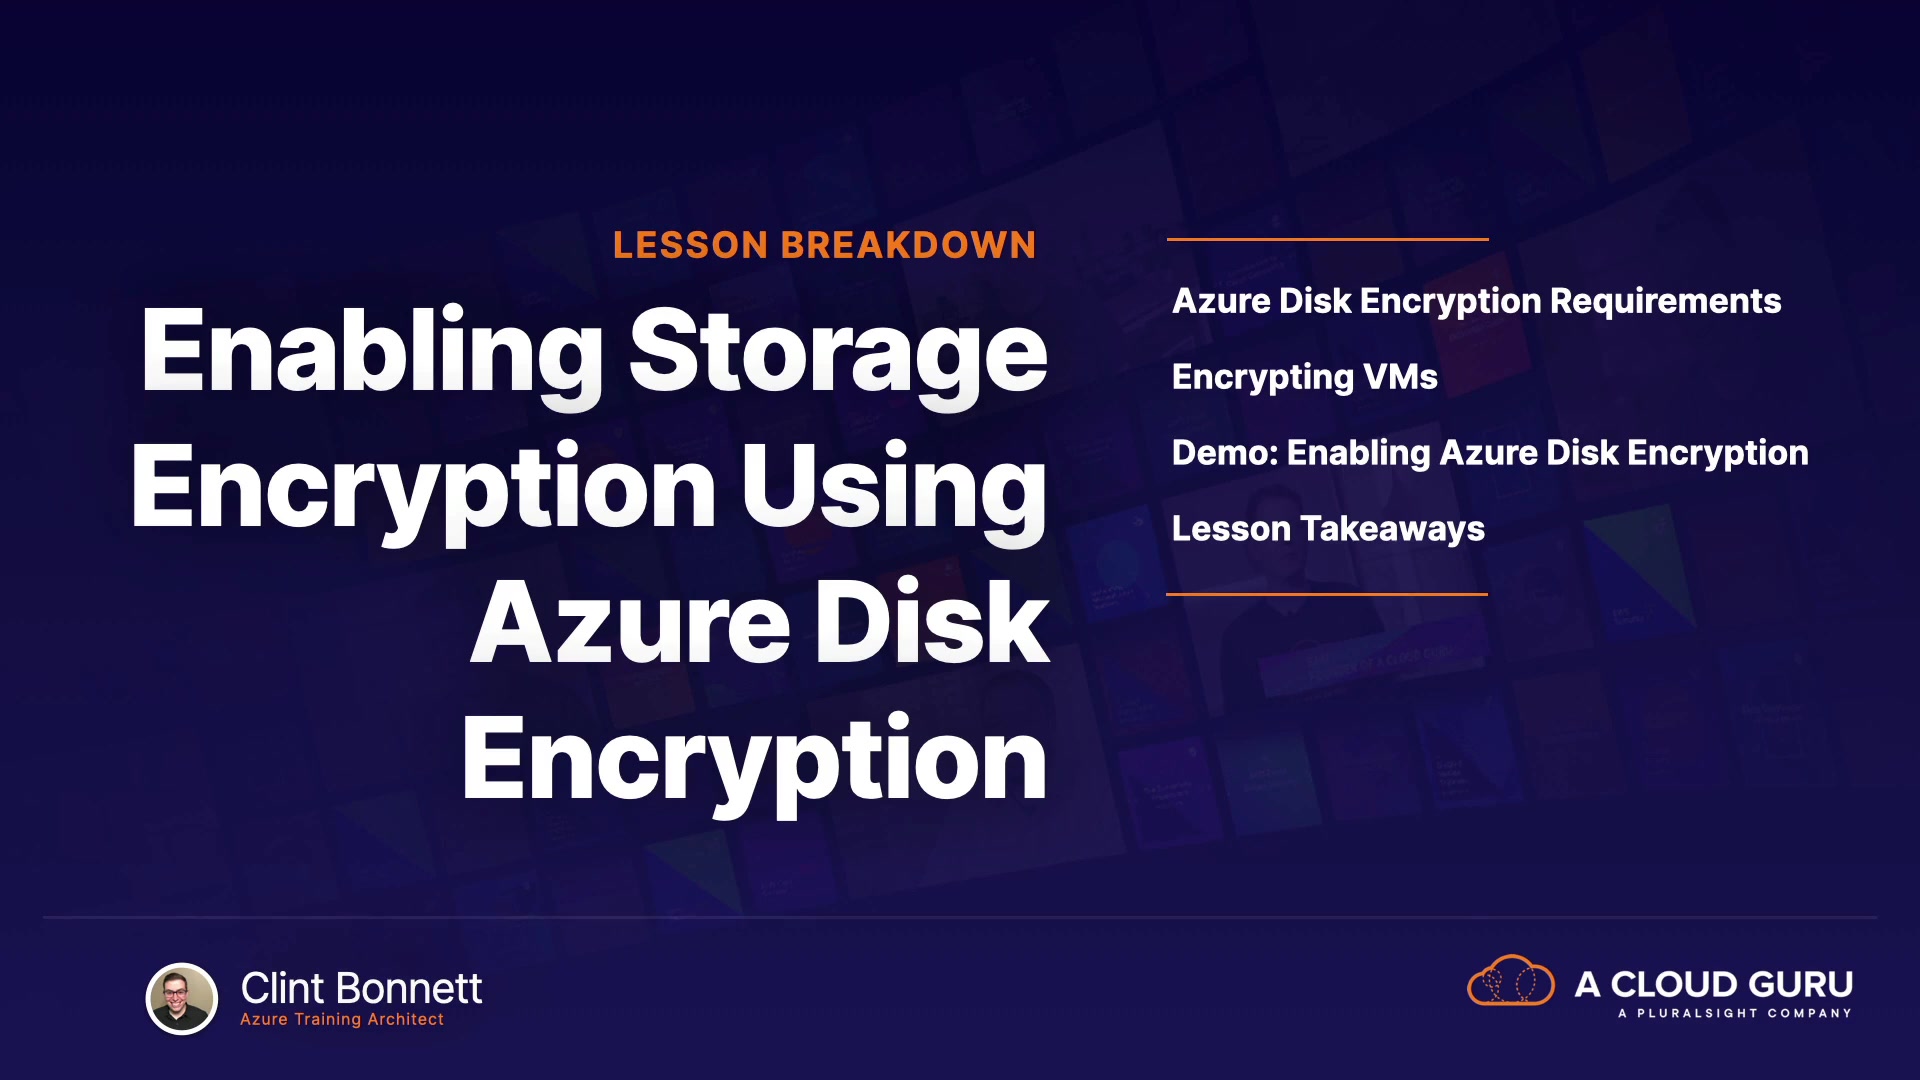 LESSON BREAKDOWN
Enabling Storage
Encryption Using
Azure Disk
Encryption
Azure Disk Encryption Requirements
Encrypting VMs
Demo: Enabling Azure Disk Encryption
Lesson Takeaways
Clint Bonnett
Azure Training Architect
A CLOUD GURU
A PLURALSIGHT COMPANY